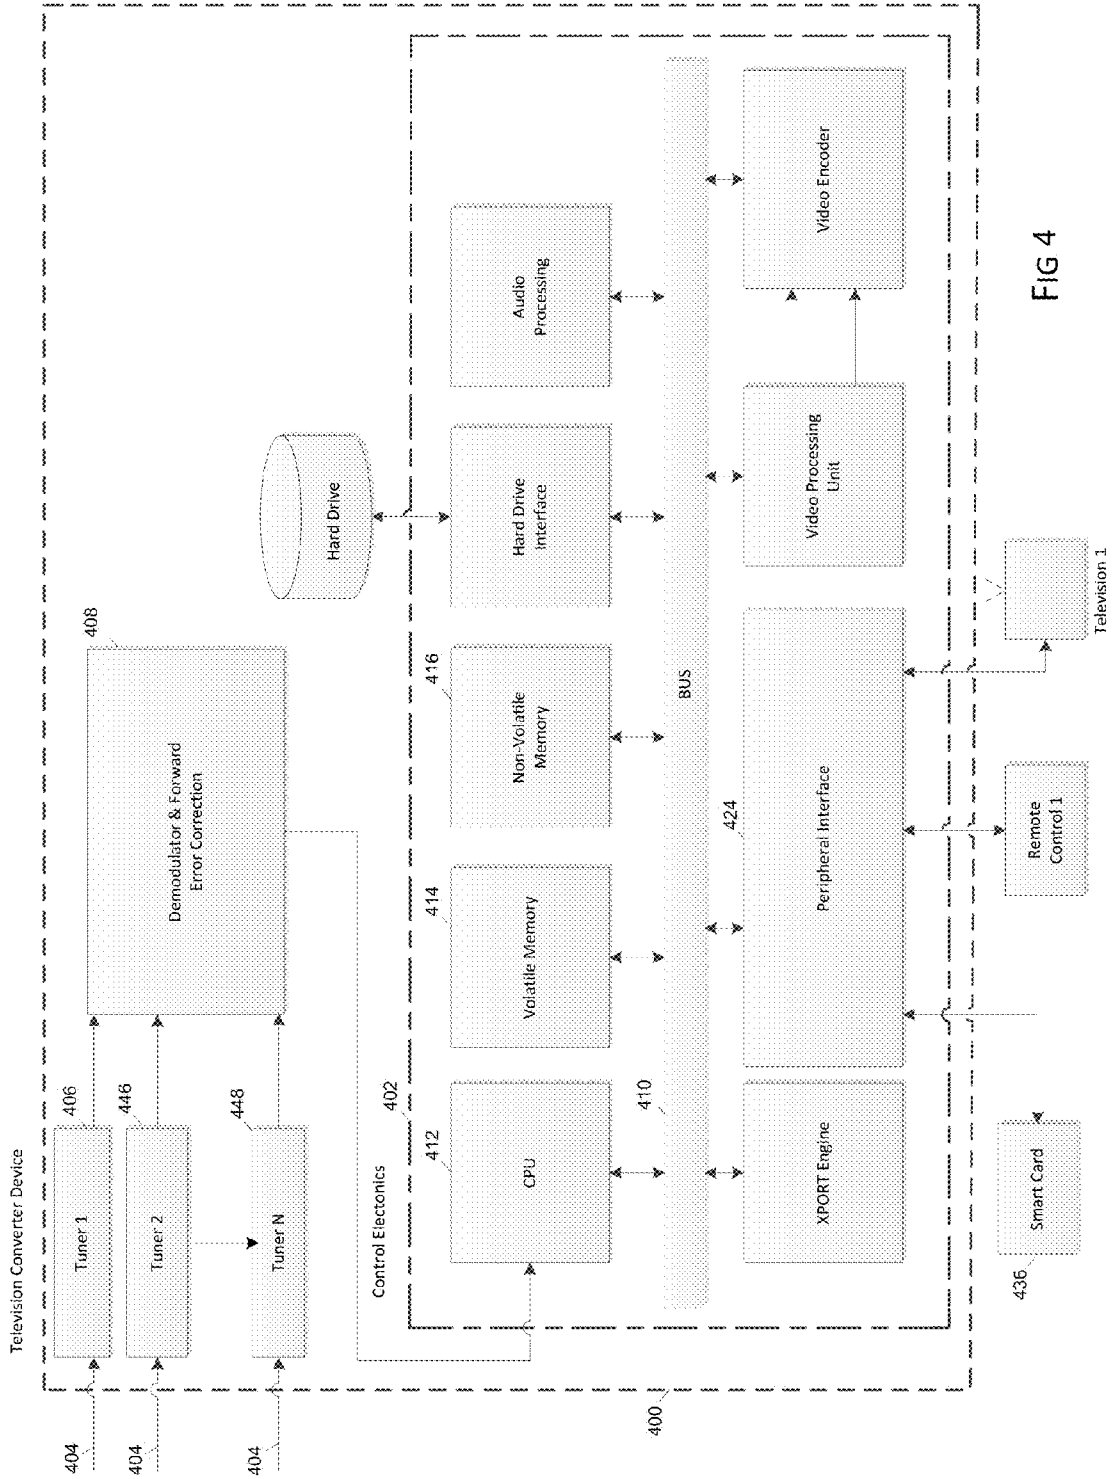 Television Converter Device
404
404
404
Tuner 1
406
Tuner 2
446
Tuner N
448
Demodulator & Forward
Error Correction
408
Hard Drive
Control Electonics
402
412
CPU
414
Volatile Memory
416
Non-Volatile
Memory
Hard Drive
Interface
Audio
Processing
410
BUS
XPORT Engine
424
Peripheral Interface
Video Processing
Unit
Video Encoder
400
436
Smart Card
Remote
Control 1
Television 1
FIG 4